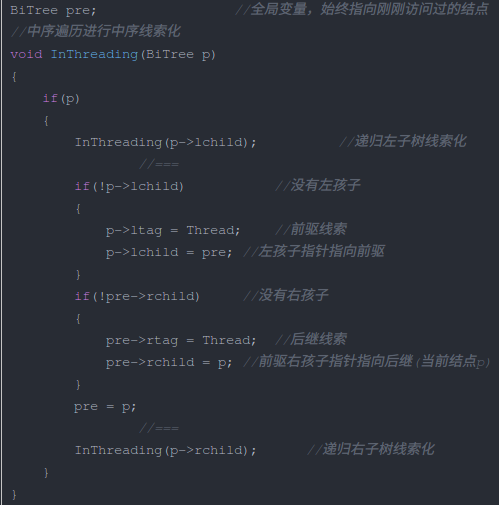 BiTree pre; //全局变量，始终指向刚刚访问过的结点
//中序遍历进行中序线索化
void InThreading(BiTree p)
{
if(p)
{
InThreading(p->lchild); //递归左子树线索化
//===
if(!p->lchild) //没有左孩子
{
p->ltag = Thread; //前驱线索
p->lchild = pre; //左孩子指针指向前驱
}
if(!pre->rchild) //没有右孩子
{
pre->rtag = Thread; //后继线索
pre->rchild = p; //前驱右孩子指针指向后继(当前结点p)
}
pre = p;
//===
InThreading(p->rchild); //递归右子树线索化
}
}